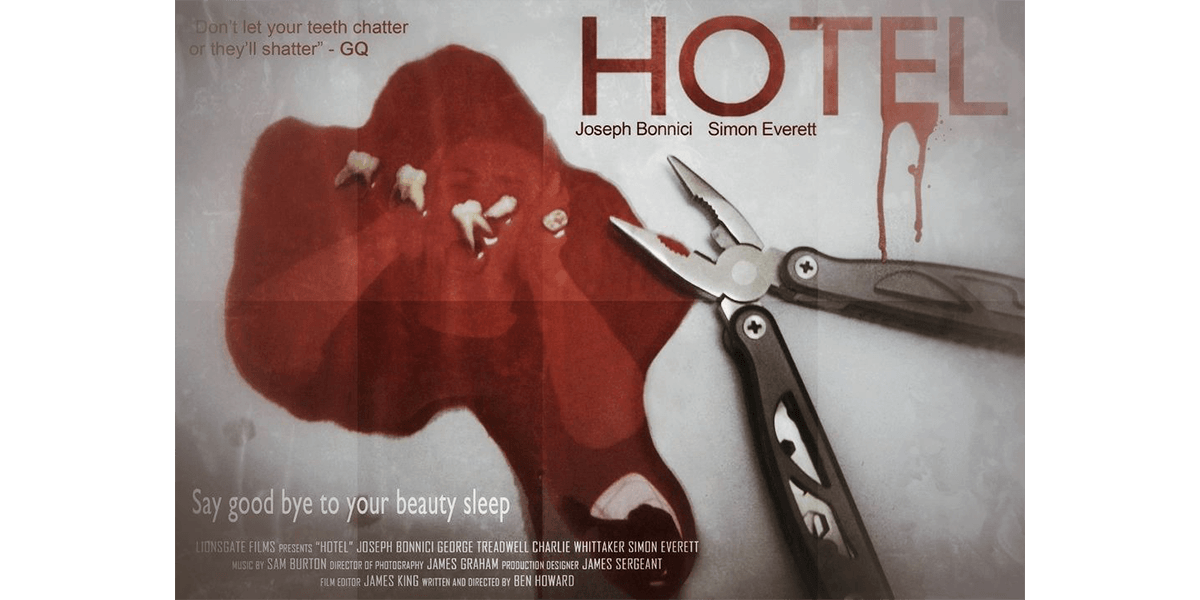 "Don't let your teeth chatter
or they'll shatter" - GQ
HOTEL
Joseph Bonnici Simon Everett
Say good bye to your beauty sleep
LIONSGATE FILMS PRESENTS "HOTEL" JOSEPH BONNICI GEORGE TREADWELL CHARLIE WHITTAKER SIMON EVERETT
MUSIC BY SAM BURTON DIRECTOR OF PHOTOGRAPHY JAMES GRAHAM PRODUCTION DESIGNER JAMES SERGEANT
FILM EDITOR JAMES KING WRITTEN AND DIRECTED BY BEN HOWARD